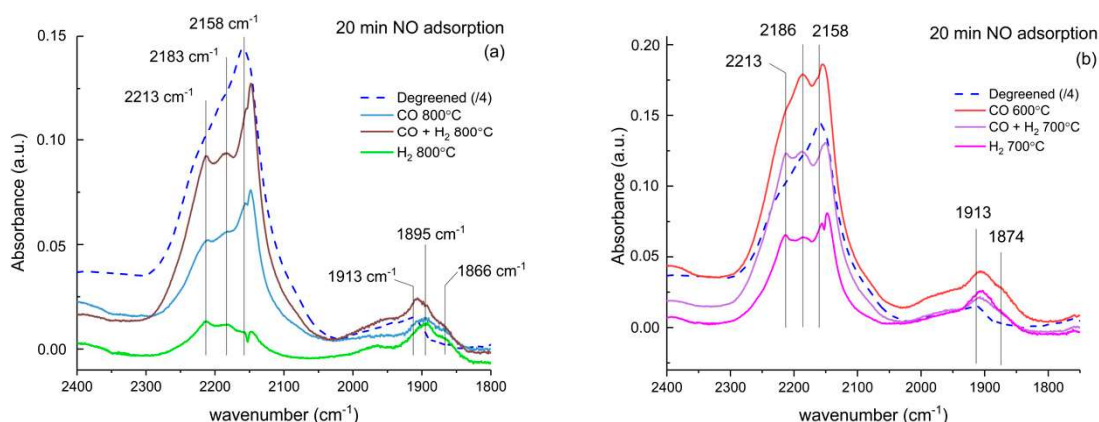 20 min NO adsorption
(a)
2158 cm⁻¹
2183 cm⁻¹
2213 cm⁻¹
Degreened (/4)
CO 800°C
CO + H₂ 800°C
H₂ 800°C
1895 cm⁻¹
1913 cm⁻¹
1866 cm⁻¹
Absorbance (a.u.)
0.15
0.10
0.05
0.00
2400 2300 2200 2100 2000 1900 1800
wavenumber (cm⁻¹)
20 min NO adsorption
(b)
2186 2158
2213
Degreened (/4)
CO 600°C
CO + H₂ 700°C
H₂ 700°C
1913
1874
Absorbance (a.u.)
0.20
0.15
0.10
0.05
0.00
2400 2300 2200 2100 2000 1900 1800
wavenumber (cm⁻¹)